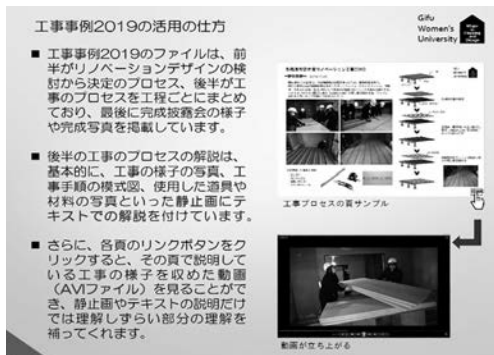 工事事例2019の活用の仕方
Gifu
Women's
University
■ 工事事例2019のファイルは、前
半がリノベーションデザインの検
討から決定のプロセス、後半が工
事のプロセスを工程ごとにまとめ
ており、最後に完成披露会の様子
や完成写真を掲載しています。
■ 後半の工事のプロセスの解説は、
基本的に、工事の様子の写真、工
事手順の模式図、使用した道具や
材料の写真といった静止画にテ
キストでの解説を付けています。
■ さらに、各頁のリンクボタンをク
リックすると、その頁で説明して
いる工事の様子を収めた動画
（AVIファイル）を見ることがで
き、静止画やテキストの説明だけ
では理解しずらい部分の理解を
補ってくれます。
工事プロセスの頁サンプル
動画が立ち上がる